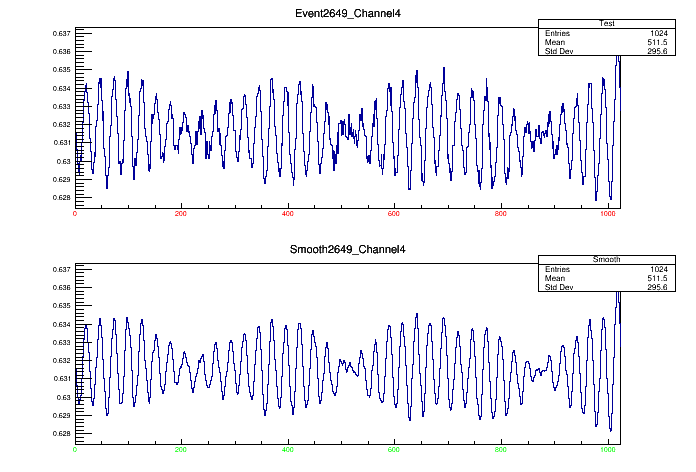 Event2649_Channel4
Test
Entries 1024
Mean 511.5
Std Dev 295.6
0.637
0.636
0.635
0.634
0.633
0.632
0.631
0.63
0.629
0.628
0 200 400 600 800 1000
Smooth2649_Channel4
Smooth
Entries 1024
Mean 511.5
Std Dev 295.6
0.637
0.636
0.635
0.634
0.633
0.632
0.631
0.63
0.629
0.628
0 200 400 600 800 1000